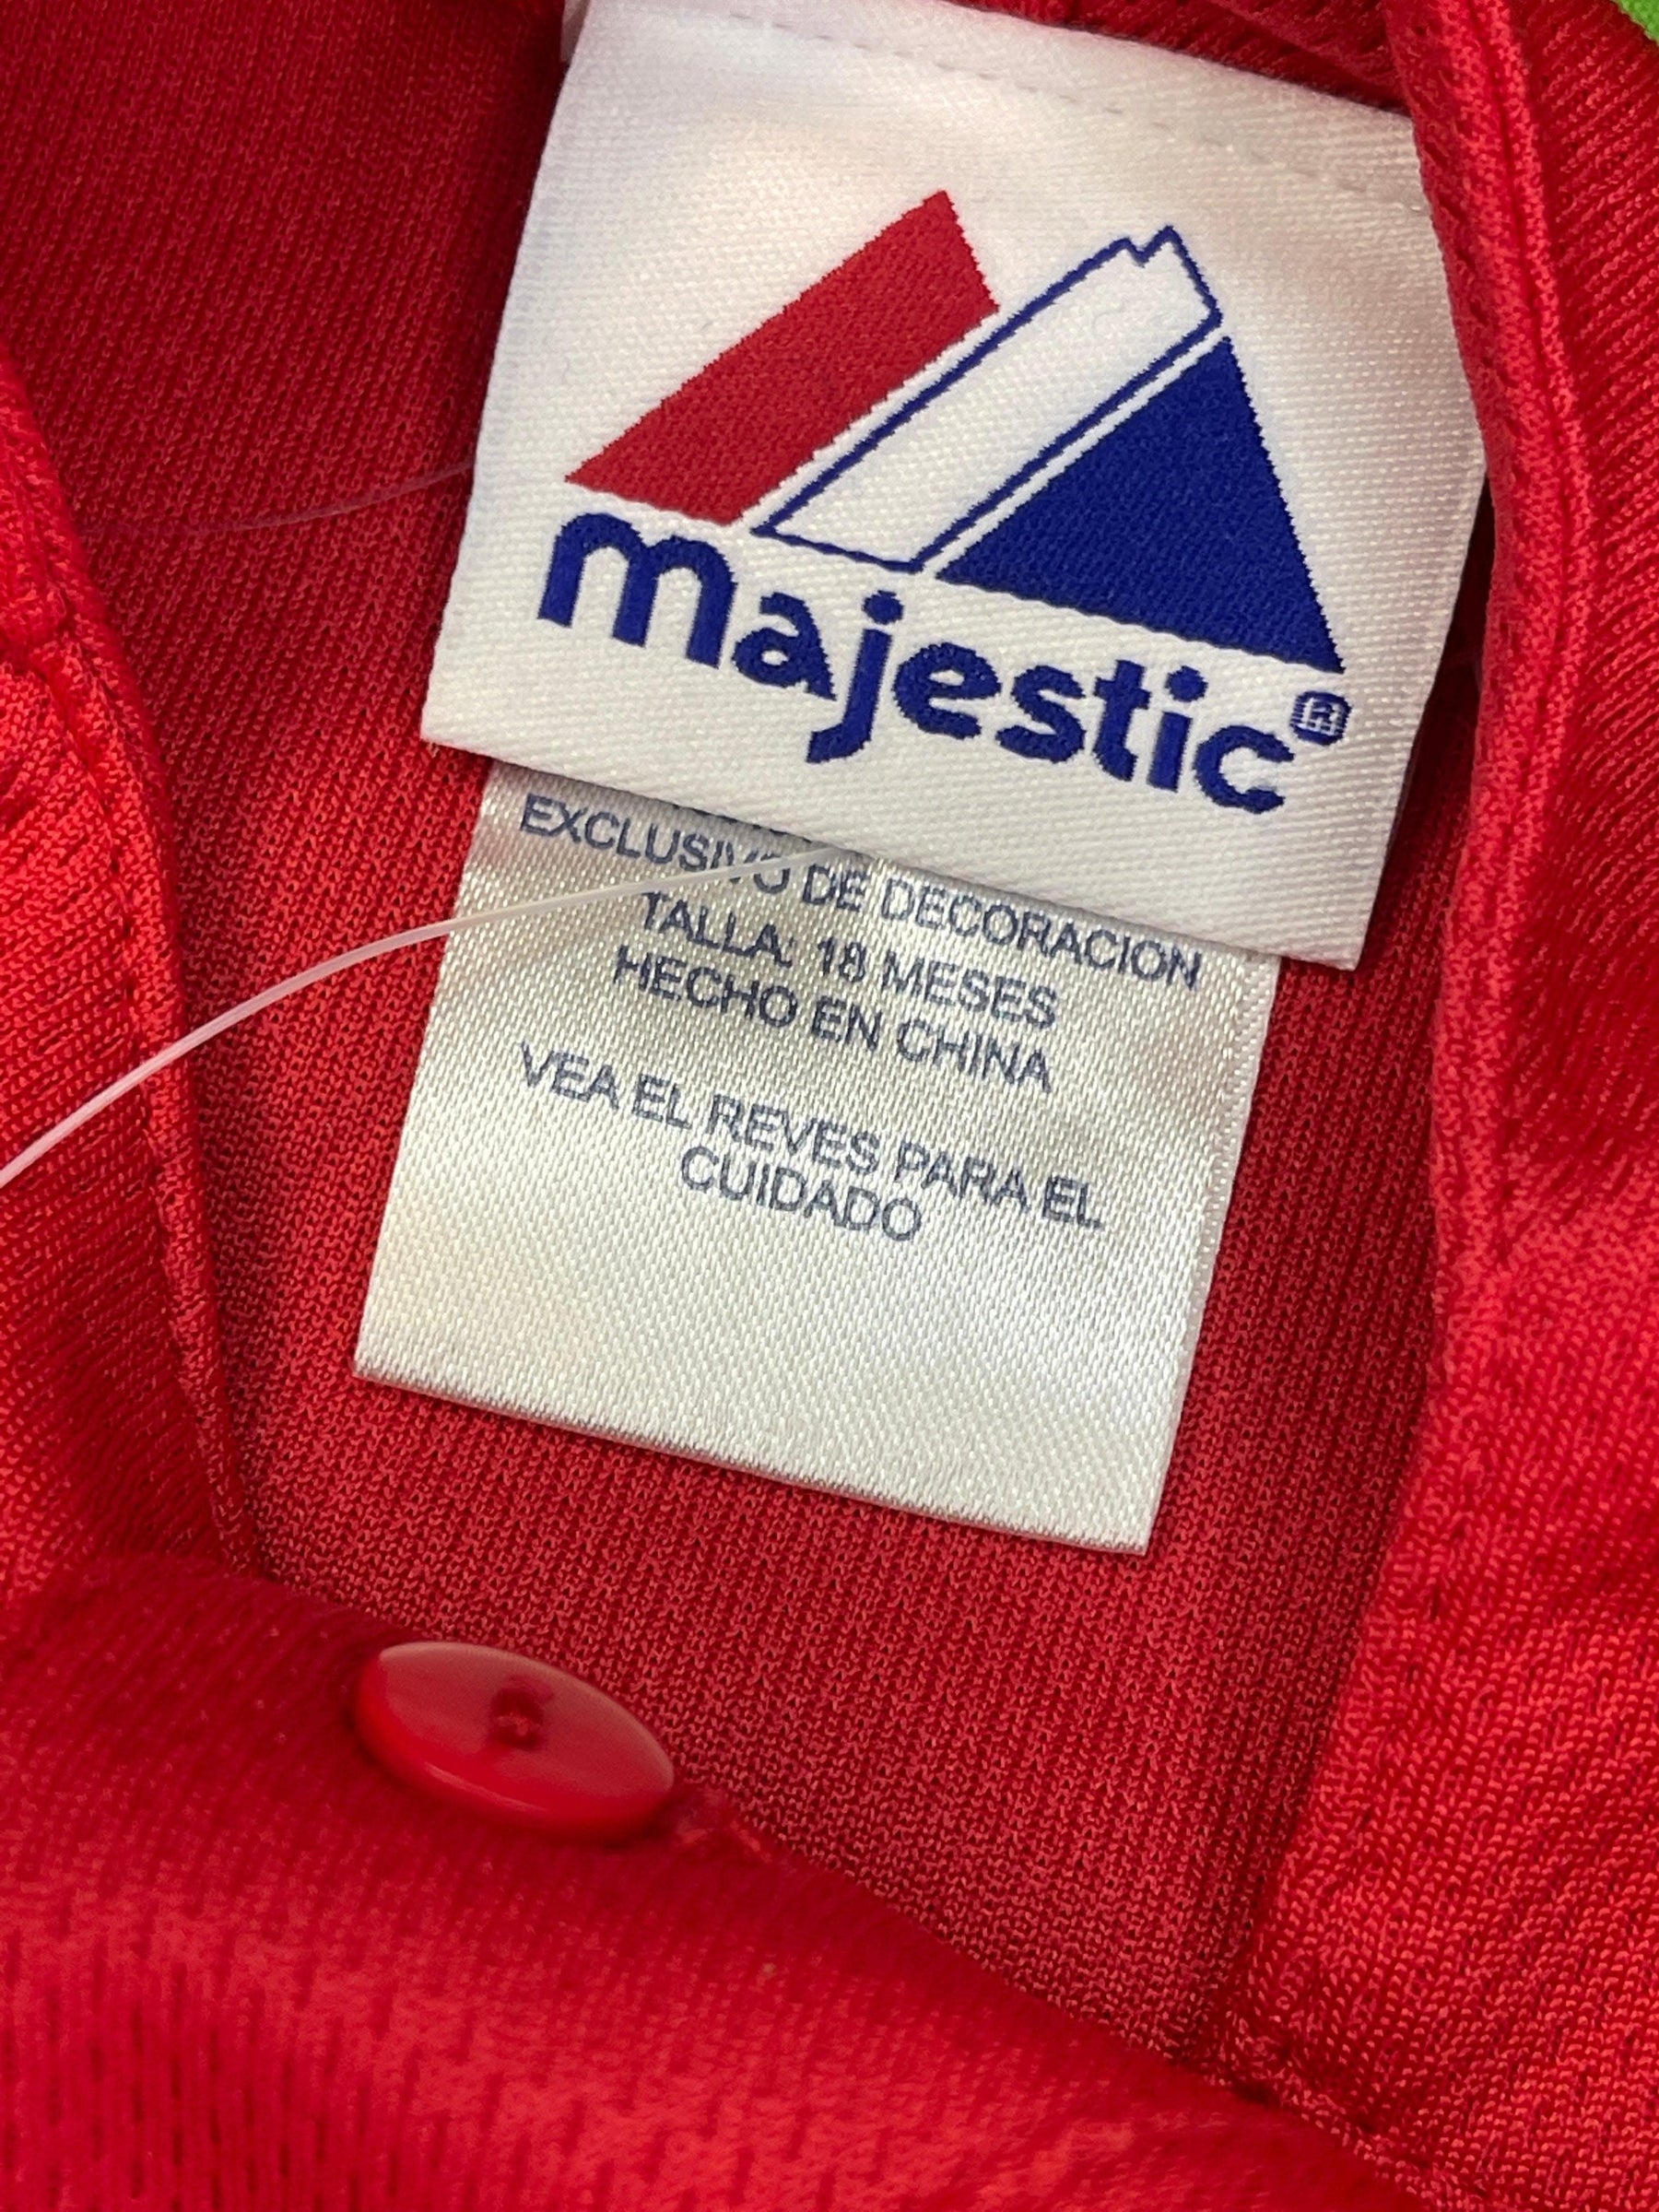 majestic®
EXCLUSIVO DE DECORACION
TALLA: 18 MESES
HECHO EN CHINA
VEA EL REVES PARA EL
CUIDADO